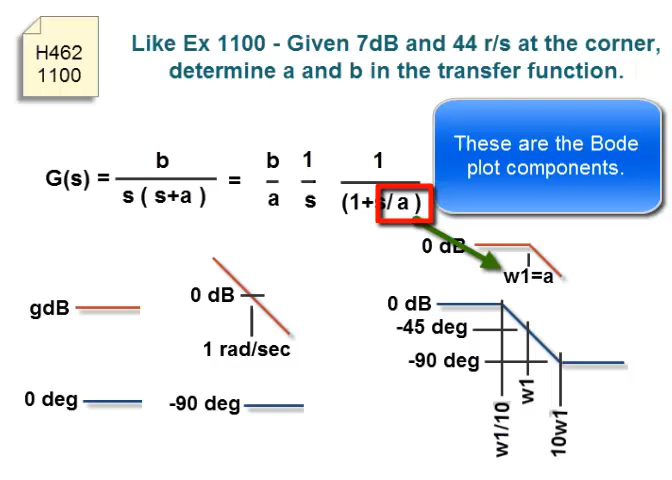 H462
1100
Like Ex 1100 - Given 7dB and 44 r/s at the corner,
determine a and b in the transfer function.
These are the Bode
plot components.
G(s) = b / s ( s+a ) = b / a 1 / s 1 / (1+s/ a )
0 dB
w1=a
gdB
0 dB
1 rad/sec
0 dB
-45 deg
-90 deg
0 deg
-90 deg
w1/10
w1
10w1